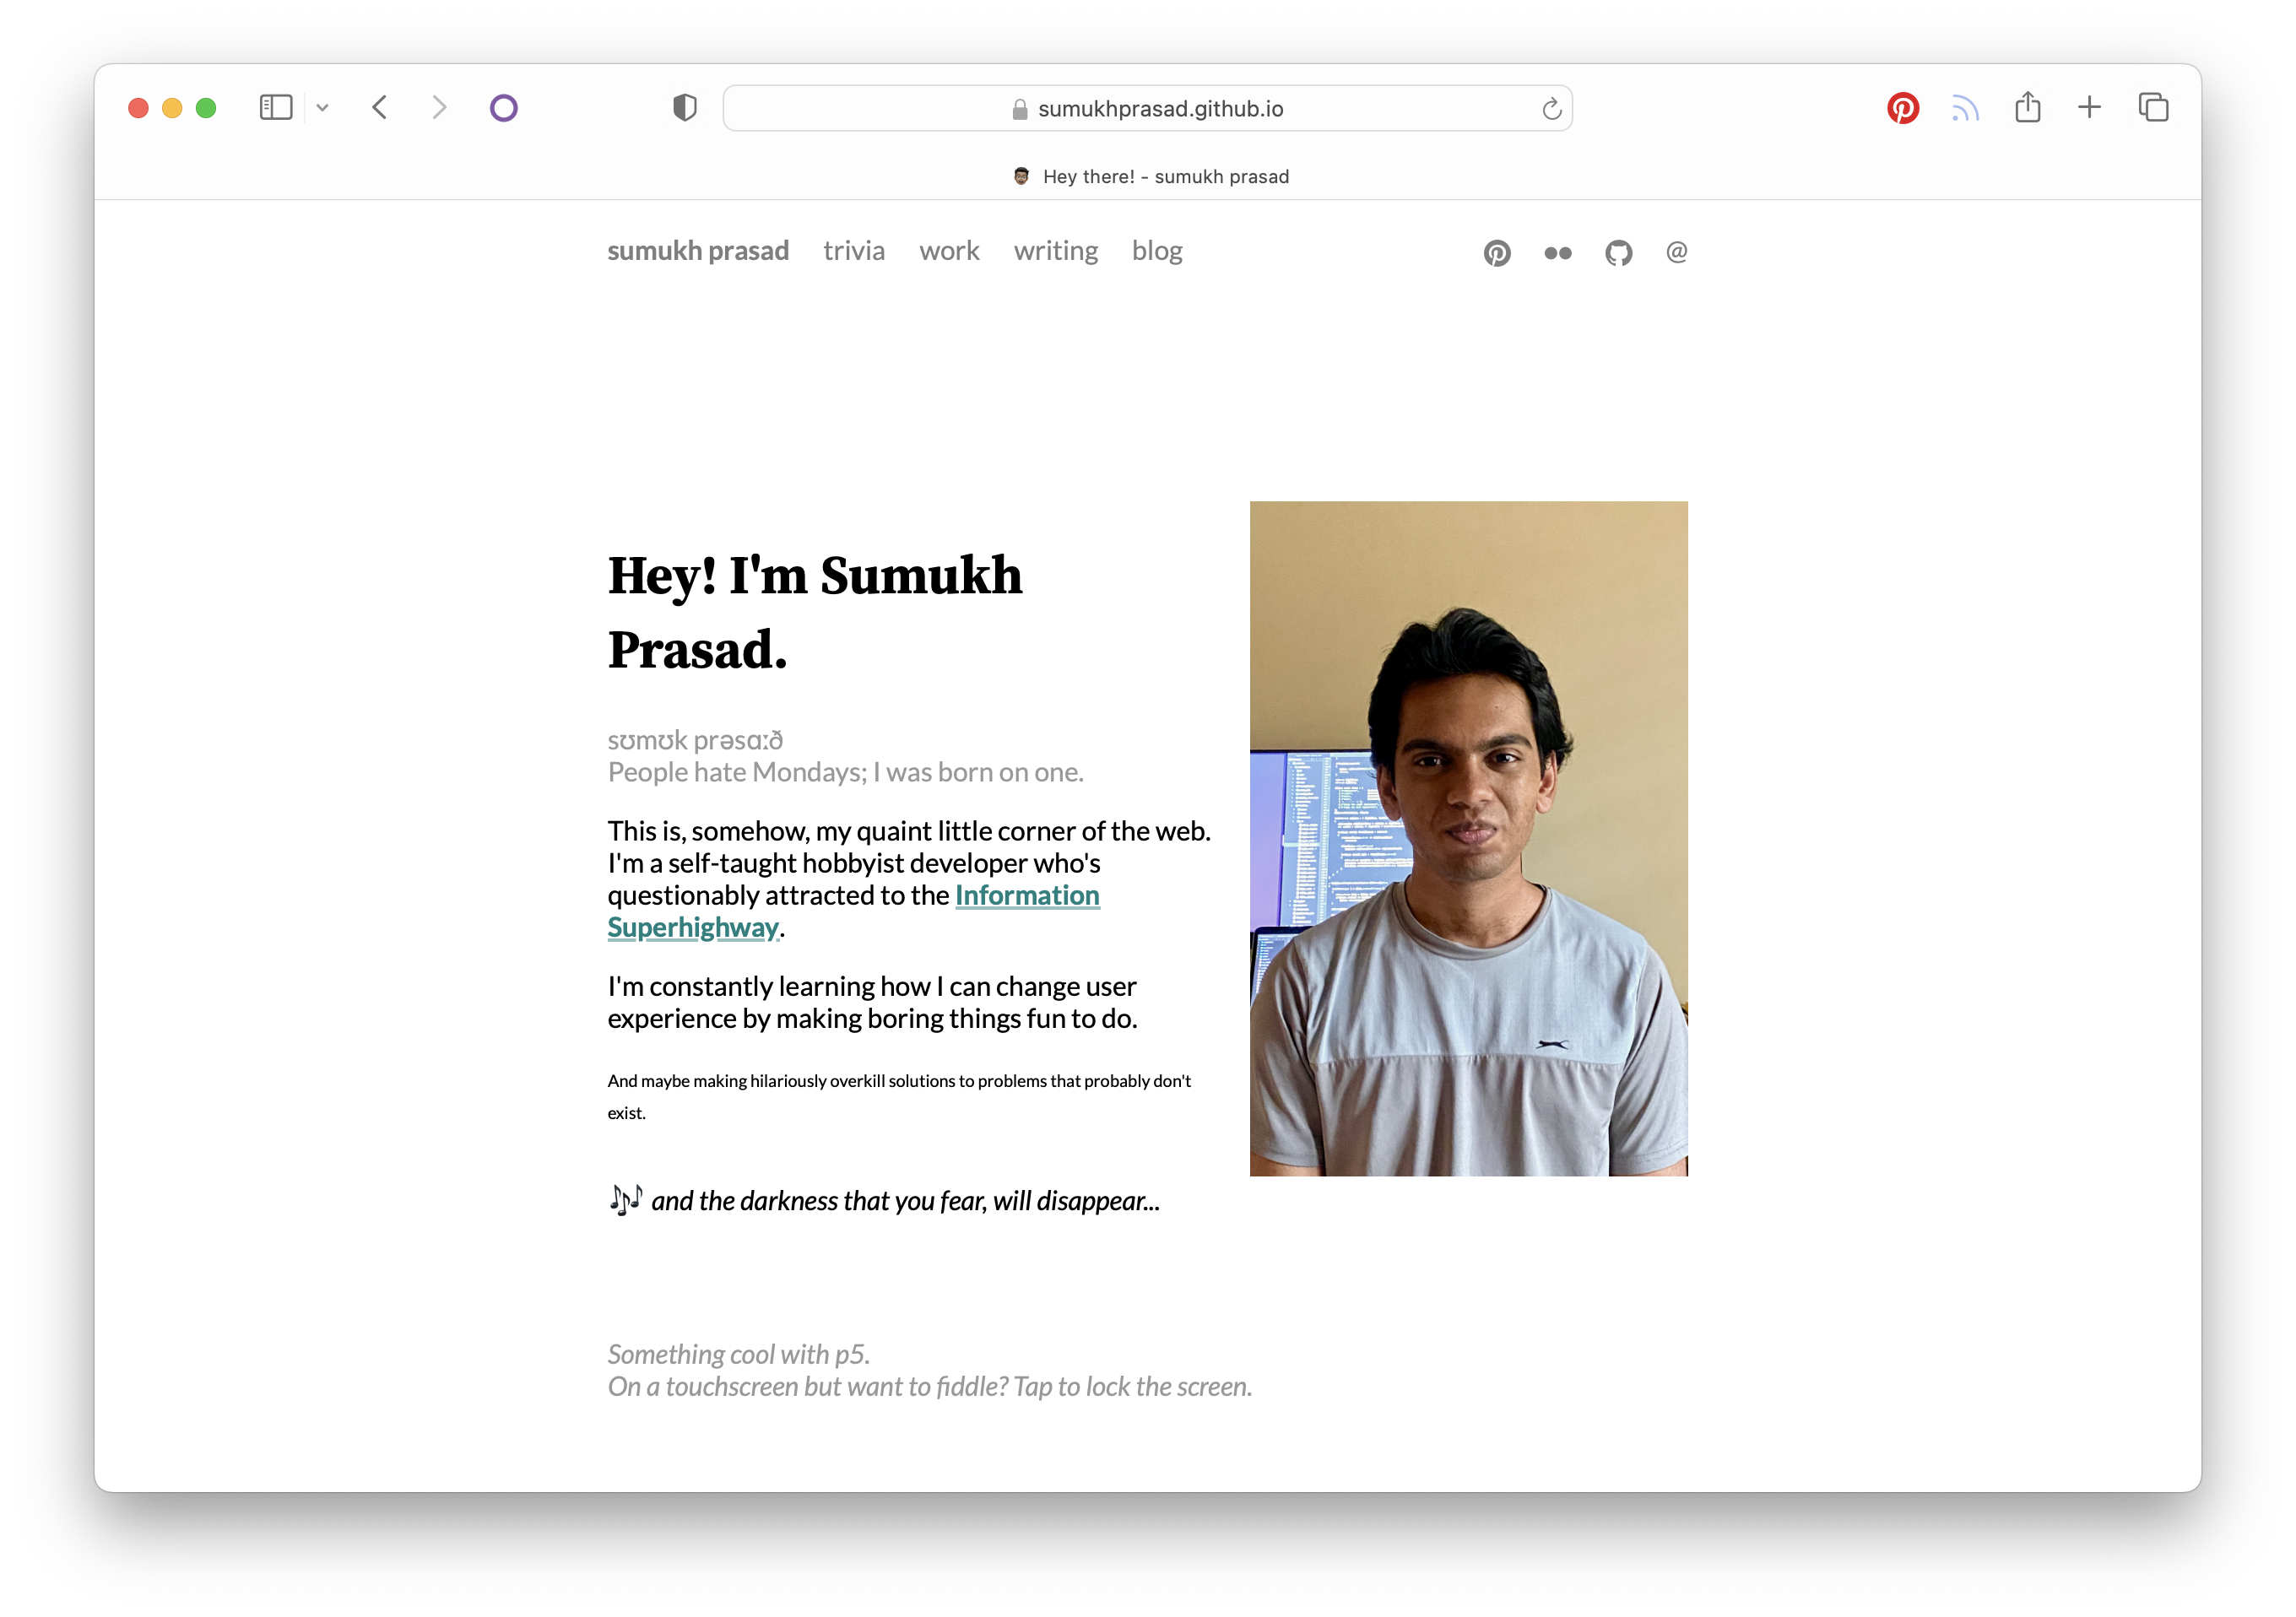 sumukhprasad.github.io
Hey there! - sumukh prasad
sumukh prasad trivia work writing blog @
Hey! I'm Sumukh
Prasad.
sʊmʊk prəsɑːð
People hate Mondays; I was born on one.
This is, somehow, my quaint little corner of the web.
I'm a self-taught hobbyist developer who's
questionably attracted to the Information
Superhighway.
I'm constantly learning how I can change user
experience by making boring things fun to do.
And maybe making hilariously overkill solutions to problems that probably don't
exist.
🎶 and the darkness that you fear, will disappear...
Something cool with p5.
On a touchscreen but want to fiddle? Tap to lock the screen.